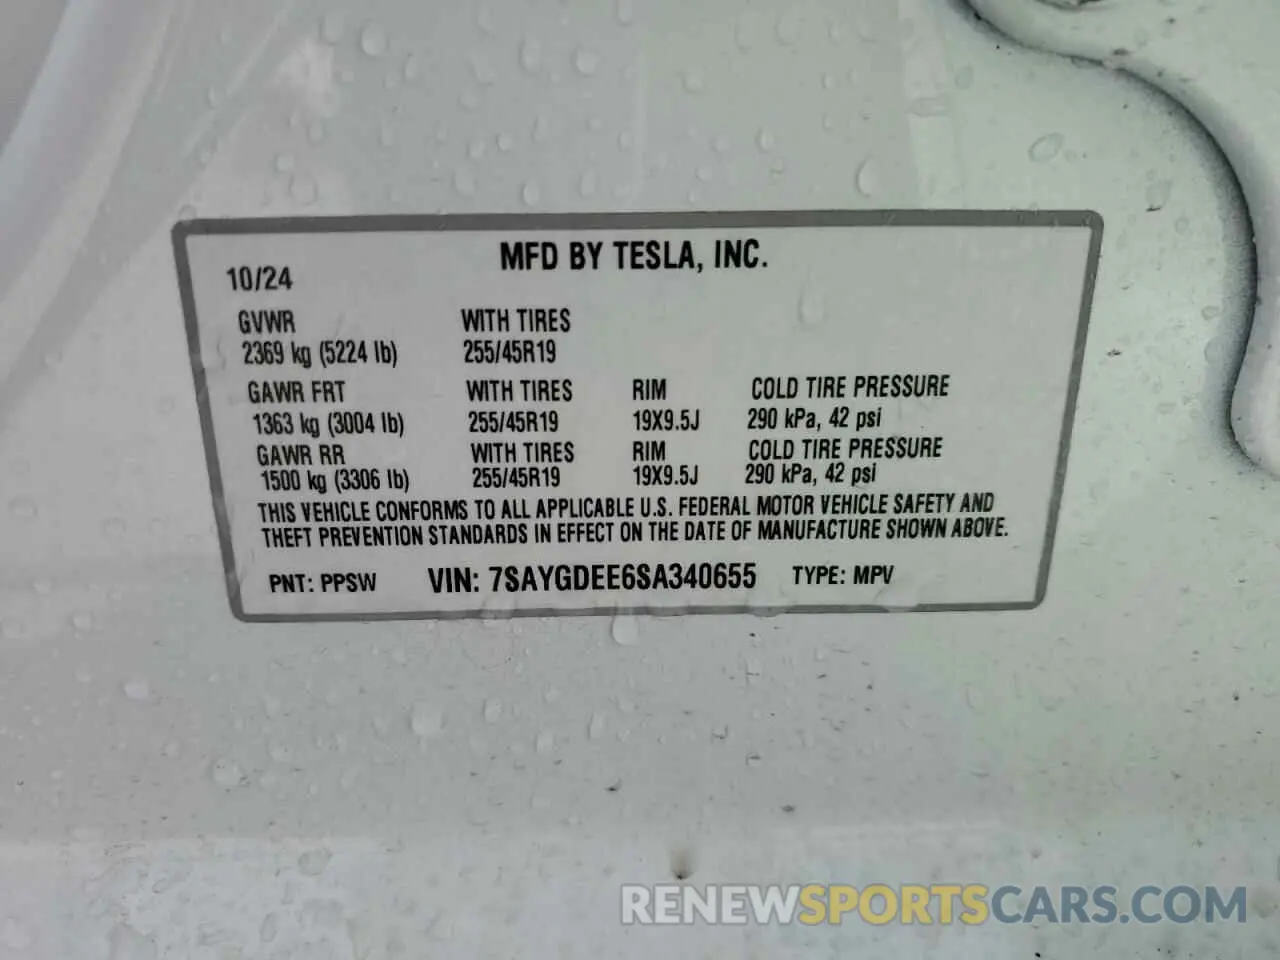 MFD BY TESLA, INC.
10/24
GVWR WITH TIRES
2369 kg (5224 lb) 255/45R19
GAWR FRT WITH TIRES RIM COLD TIRE PRESSURE
1363 kg (3004 lb) 255/45R19 19X9.5J 290 kPa, 42 psi
GAWR RR WITH TIRES RIM COLD TIRE PRESSURE
1500 kg (3306 lb) 255/45R19 19X9.5J 290 kPa, 42 psi
THIS VEHICLE CONFORMS TO ALL APPLICABLE U.S. FEDERAL MOTOR VEHICLE SAFETY AND
THEFT PREVENTION STANDARDS IN EFFECT ON THE DATE OF MANUFACTURE SHOWN ABOVE.
PNT: PPSW VIN: 7SAYGDEE6SA340655 TYPE: MPV
RENEWSPORTSCARS.COM